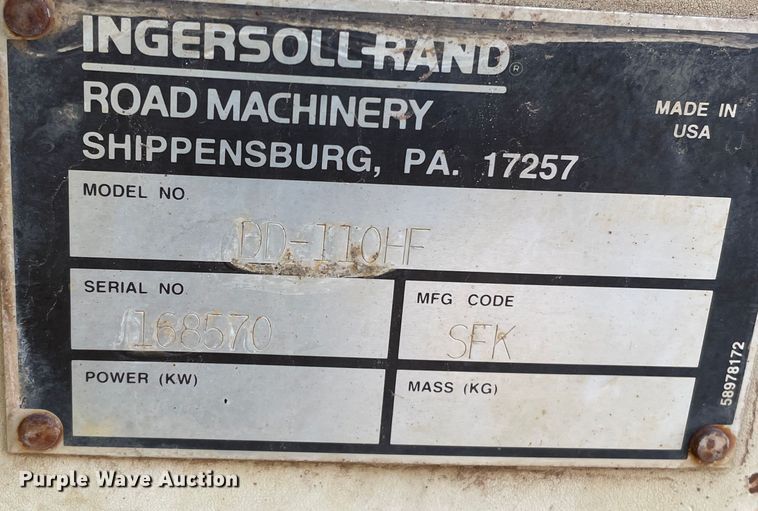 INGERSOLL-RAND®
ROAD MACHINERY
SHIPPENSBURG, PA. 17257
MADE IN
USA
MODEL NO.
DD-110HF
SERIAL NO.
168570
MFG CODE
SFK
POWER (KW)
MASS (KG)
58978172
Purple Wave Auction